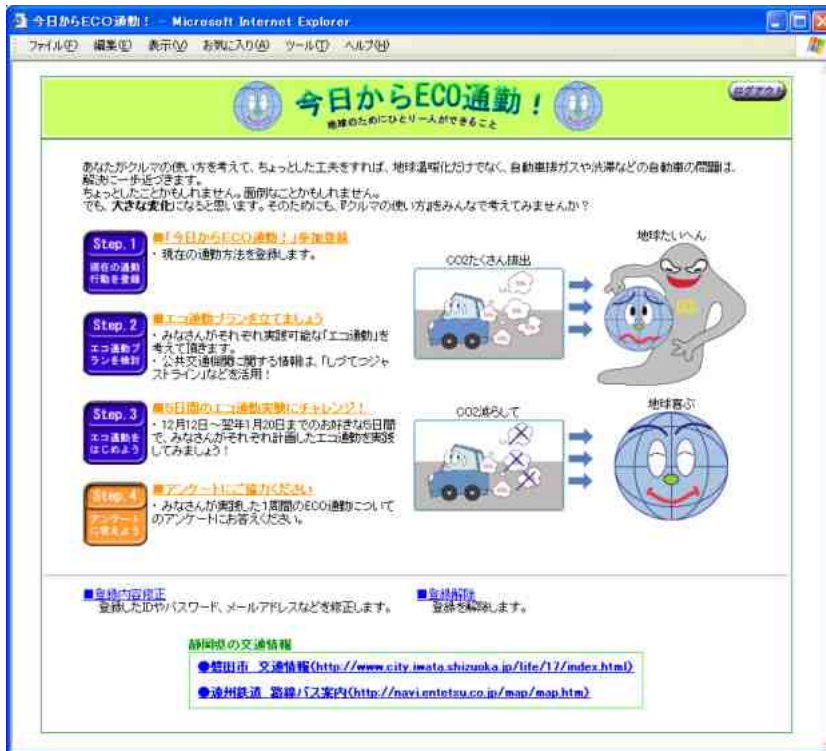 今日からECO通勤！ - Microsoft Internet Explorer
ファイル(F) 編集(E) 表示(V) お気に入り(A) ツール(T) ヘルプ(H)
今日からECO通勤！
地球のためにひとり一人ができること
ログアウト
あなたがクルマの使い方を考えて、ちょっとした工夫をすれば、地球温暖化だけでなく、自動車排ガスや渋滞などの自動車の問題は、
解決に一歩近づきます。
ちょっとしたことかもしれません。面倒なことかもしれません。
でも、大きな変化になると思います。そのためにも、『クルマの使い方』をみんなで考えてみませんか？
Step.1
現在の通勤
行動を登録
■「今日からECO通勤！」参加登録
・現在の通勤方法を登録します。
Step.2
エコ通勤プ
ランを検討
■エコ通勤プランを立てましょう
・みなさんがそれぞれ実践可能な「エコ通勤」を
考えて頂きます。
・公共交通機関に関する情報は、「しずてつジャ
ストライン」などを活用！
Step.3
エコ通勤を
はじめよう
■5日間のエコ通勤実験にチャレンジ！
・12月12日～翌年1月20日までのお好きな5日間
で、みなさんがそれぞれ計画したエコ通勤を実践
してみましょう！
Step.4
アンケート
に答えよう
■アンケートにご協力ください
・みなさんが実践した1週間のECO通勤について
のアンケートにお答えください。
CO2たくさん排出
地球たいへん
CO2減らして
地球喜ぶ
■登録内容修正
登録したIDやパスワード、メールアドレスなどを修正します。
■登録解除
登録を解除します。
静岡県の交通情報
●磐田市 交通情報(http://www.city.iwata.shizuoka.jp/life/17/index.html)
●遠州鉄道 路線バス案内(http://navi.entetsu.co.jp/map/map.htm)